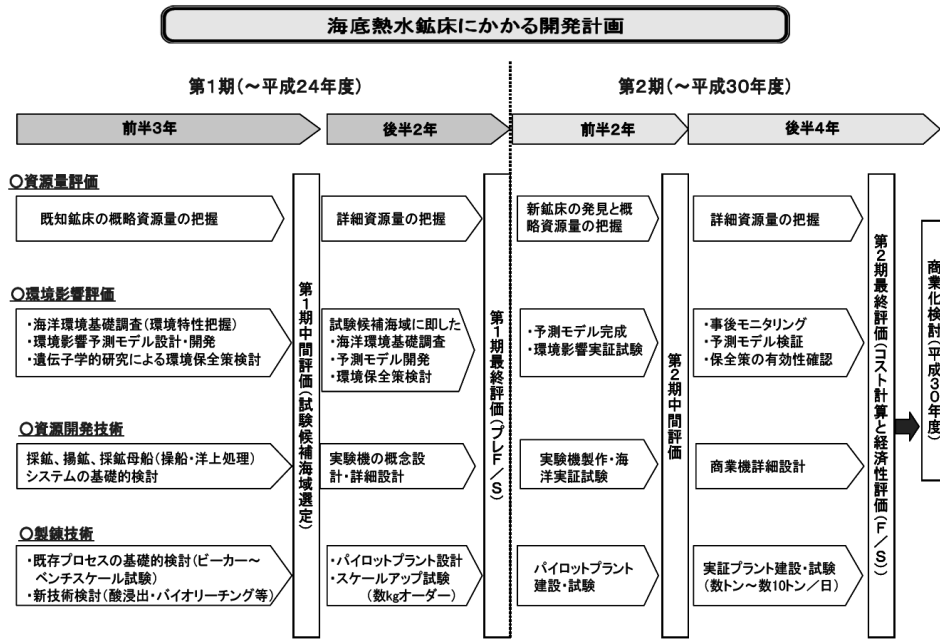 海底熱水鉱床にかかる開発計画
第1期(~平成24年度)
第2期(~平成30年度)
前半3年
後半2年
前半2年
後半4年
○資源量評価
既知鉱床の概略資源量の把握
詳細資源量の把握
新鉱床の発見と概
略資源量の把握
詳細資源量の把握
○環境影響評価
・海洋環境基礎調査(環境特性把握)
・環境影響予測モデル設計・開発
・遺伝子学的研究による環境保全策検討
試験候補海域に即した
・海洋環境基礎調査
・予測モデル開発
・環境保全策検討
・予測モデル完成
・環境影響実証試験
・事後モニタリング
・予測モデル検証
・保全策の有効性確認
○資源開発技術
採鉱、揚鉱、採鉱母船(操船・洋上処理)
システムの基礎的検討
実験機の概念設
計・詳細設計
実験機製作・海
洋実証試験
商業機詳細設計
○製錬技術
・既存プロセスの基礎的検討(ビーカー~
ベンチスケール試験)
・新技術検討(酸浸出・バイオリーチング等)
・パイロットプラント設計
・スケールアップ試験
(数kgオーダー)
パイロットプラント
建設・試験
実証プラント建設・試験
(数トン~数10トン/日)
第1期中間評価(試験候補海域選定)
第1期最終評価(プレF/S)
第2期中間評価
第2期最終評価(コスト計算と経済性評価(F/S))
商業化検討(平成30年度)